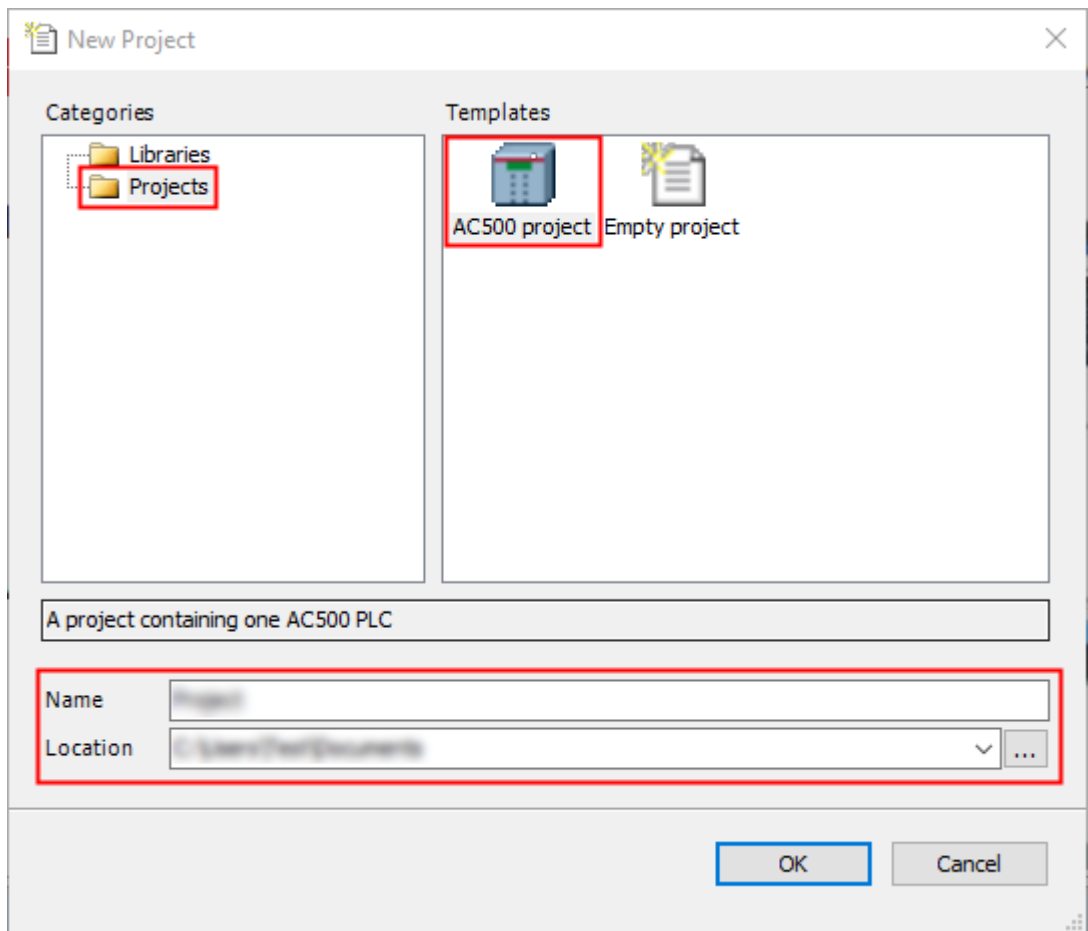 New Project
Categories
Templates
Libraries
Projects
AC500 project
Empty project
A project containing one AC500 PLC
Name
Location
...
OK
Cancel